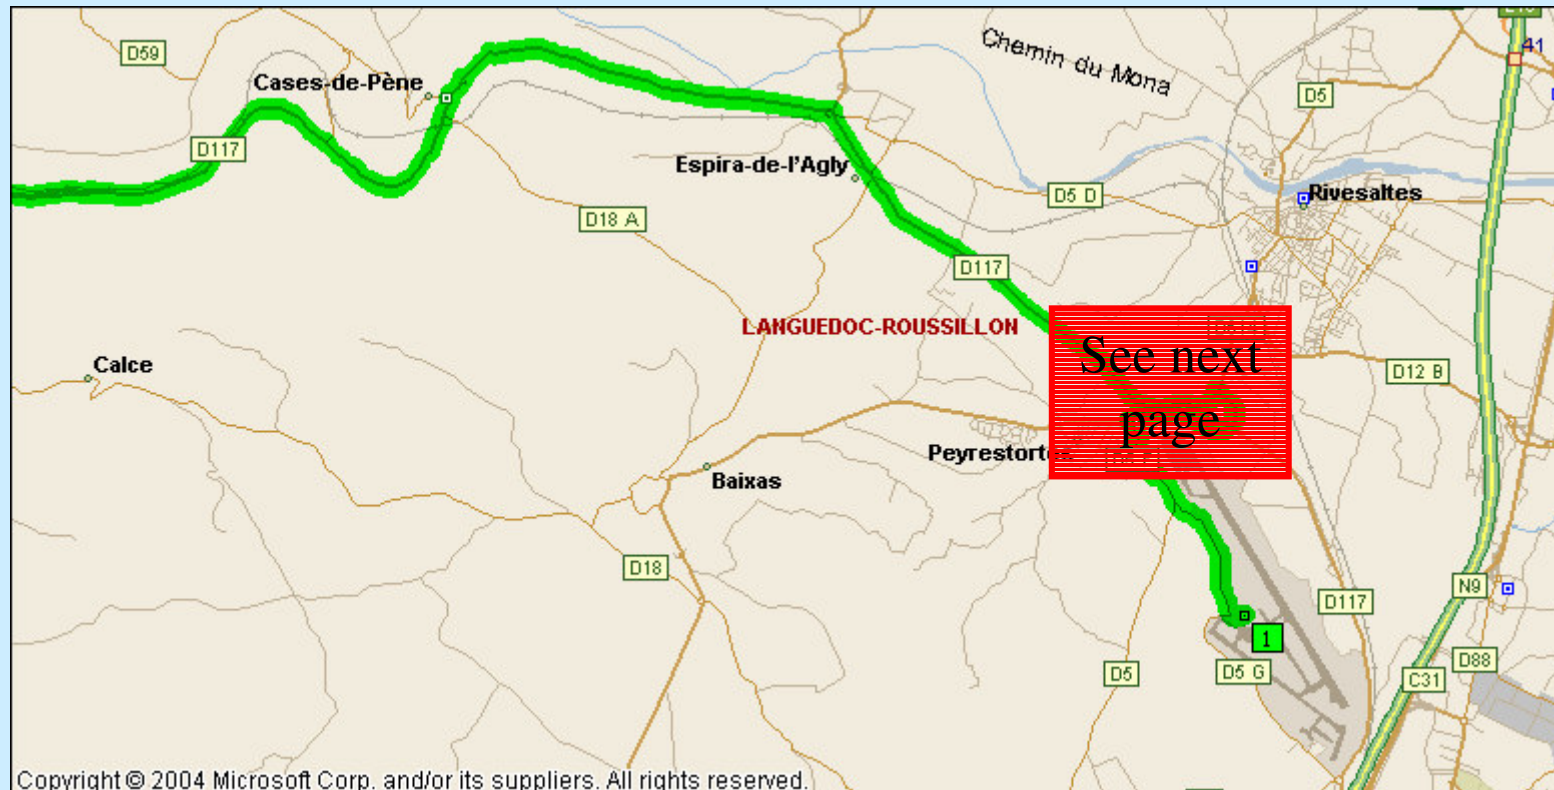 41
Chemin du Mona
D59
Cases-de-Pène
D5
D117
Espira-de-l'Agly
D5 D
Rivesaltes
D18 A
D117
LANGUEDOC-ROUSSILLON
See next
page
Calce
D12 B
Peyrestortes
Baixas
D18
N9
D117
1
D88
D5
D5 G
C31
Copyright © 2004 Microsoft Corp. and/or its suppliers. All rights reserved.